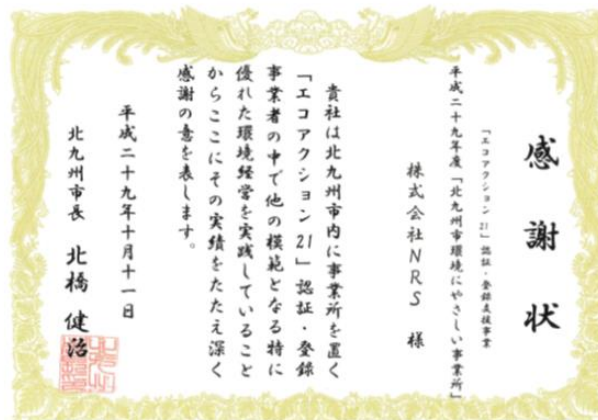 感謝状
「エコアクション21」認証・登録支援事業
平成二十九年度「北九州市環境にやさしい事業所」
株式会社NRS 様
貴社は北九州市内に事業所を置く
「エコアクション21」認証・登録
事業者の中で他の模範となる特に
優れた環境経営を実践していること
からここにその実績をたたえ深く
感謝の意を表します。
平成二十九年十月十一日
北九州市長 北橋 健治